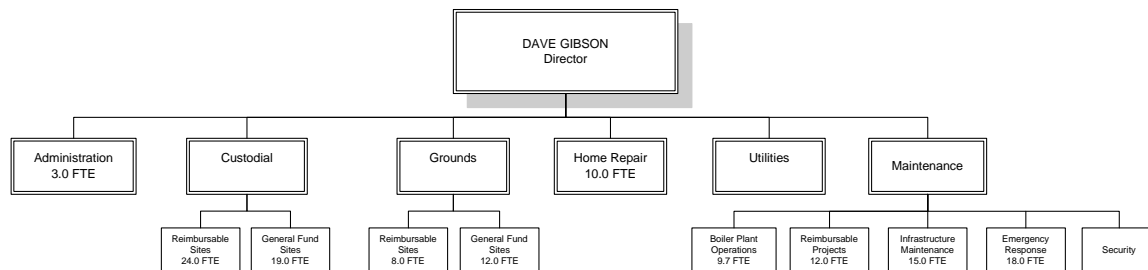 DAVE GIBSON
Director
Administration
3.0 FTE
Custodial
Grounds
Home Repair
10.0 FTE
Utilities
Maintenance
Reimbursable
Sites
24.0 FTE
General Fund
Sites
19.0 FTE
Reimbursable
Sites
8.0 FTE
General Fund
Sites
12.0 FTE
Boiler Plant
Operations
9.7 FTE
Reimbursable
Projects
12.0 FTE
Infrastructure
Maintenance
15.0 FTE
Emergency
Response
18.0 FTE
Security